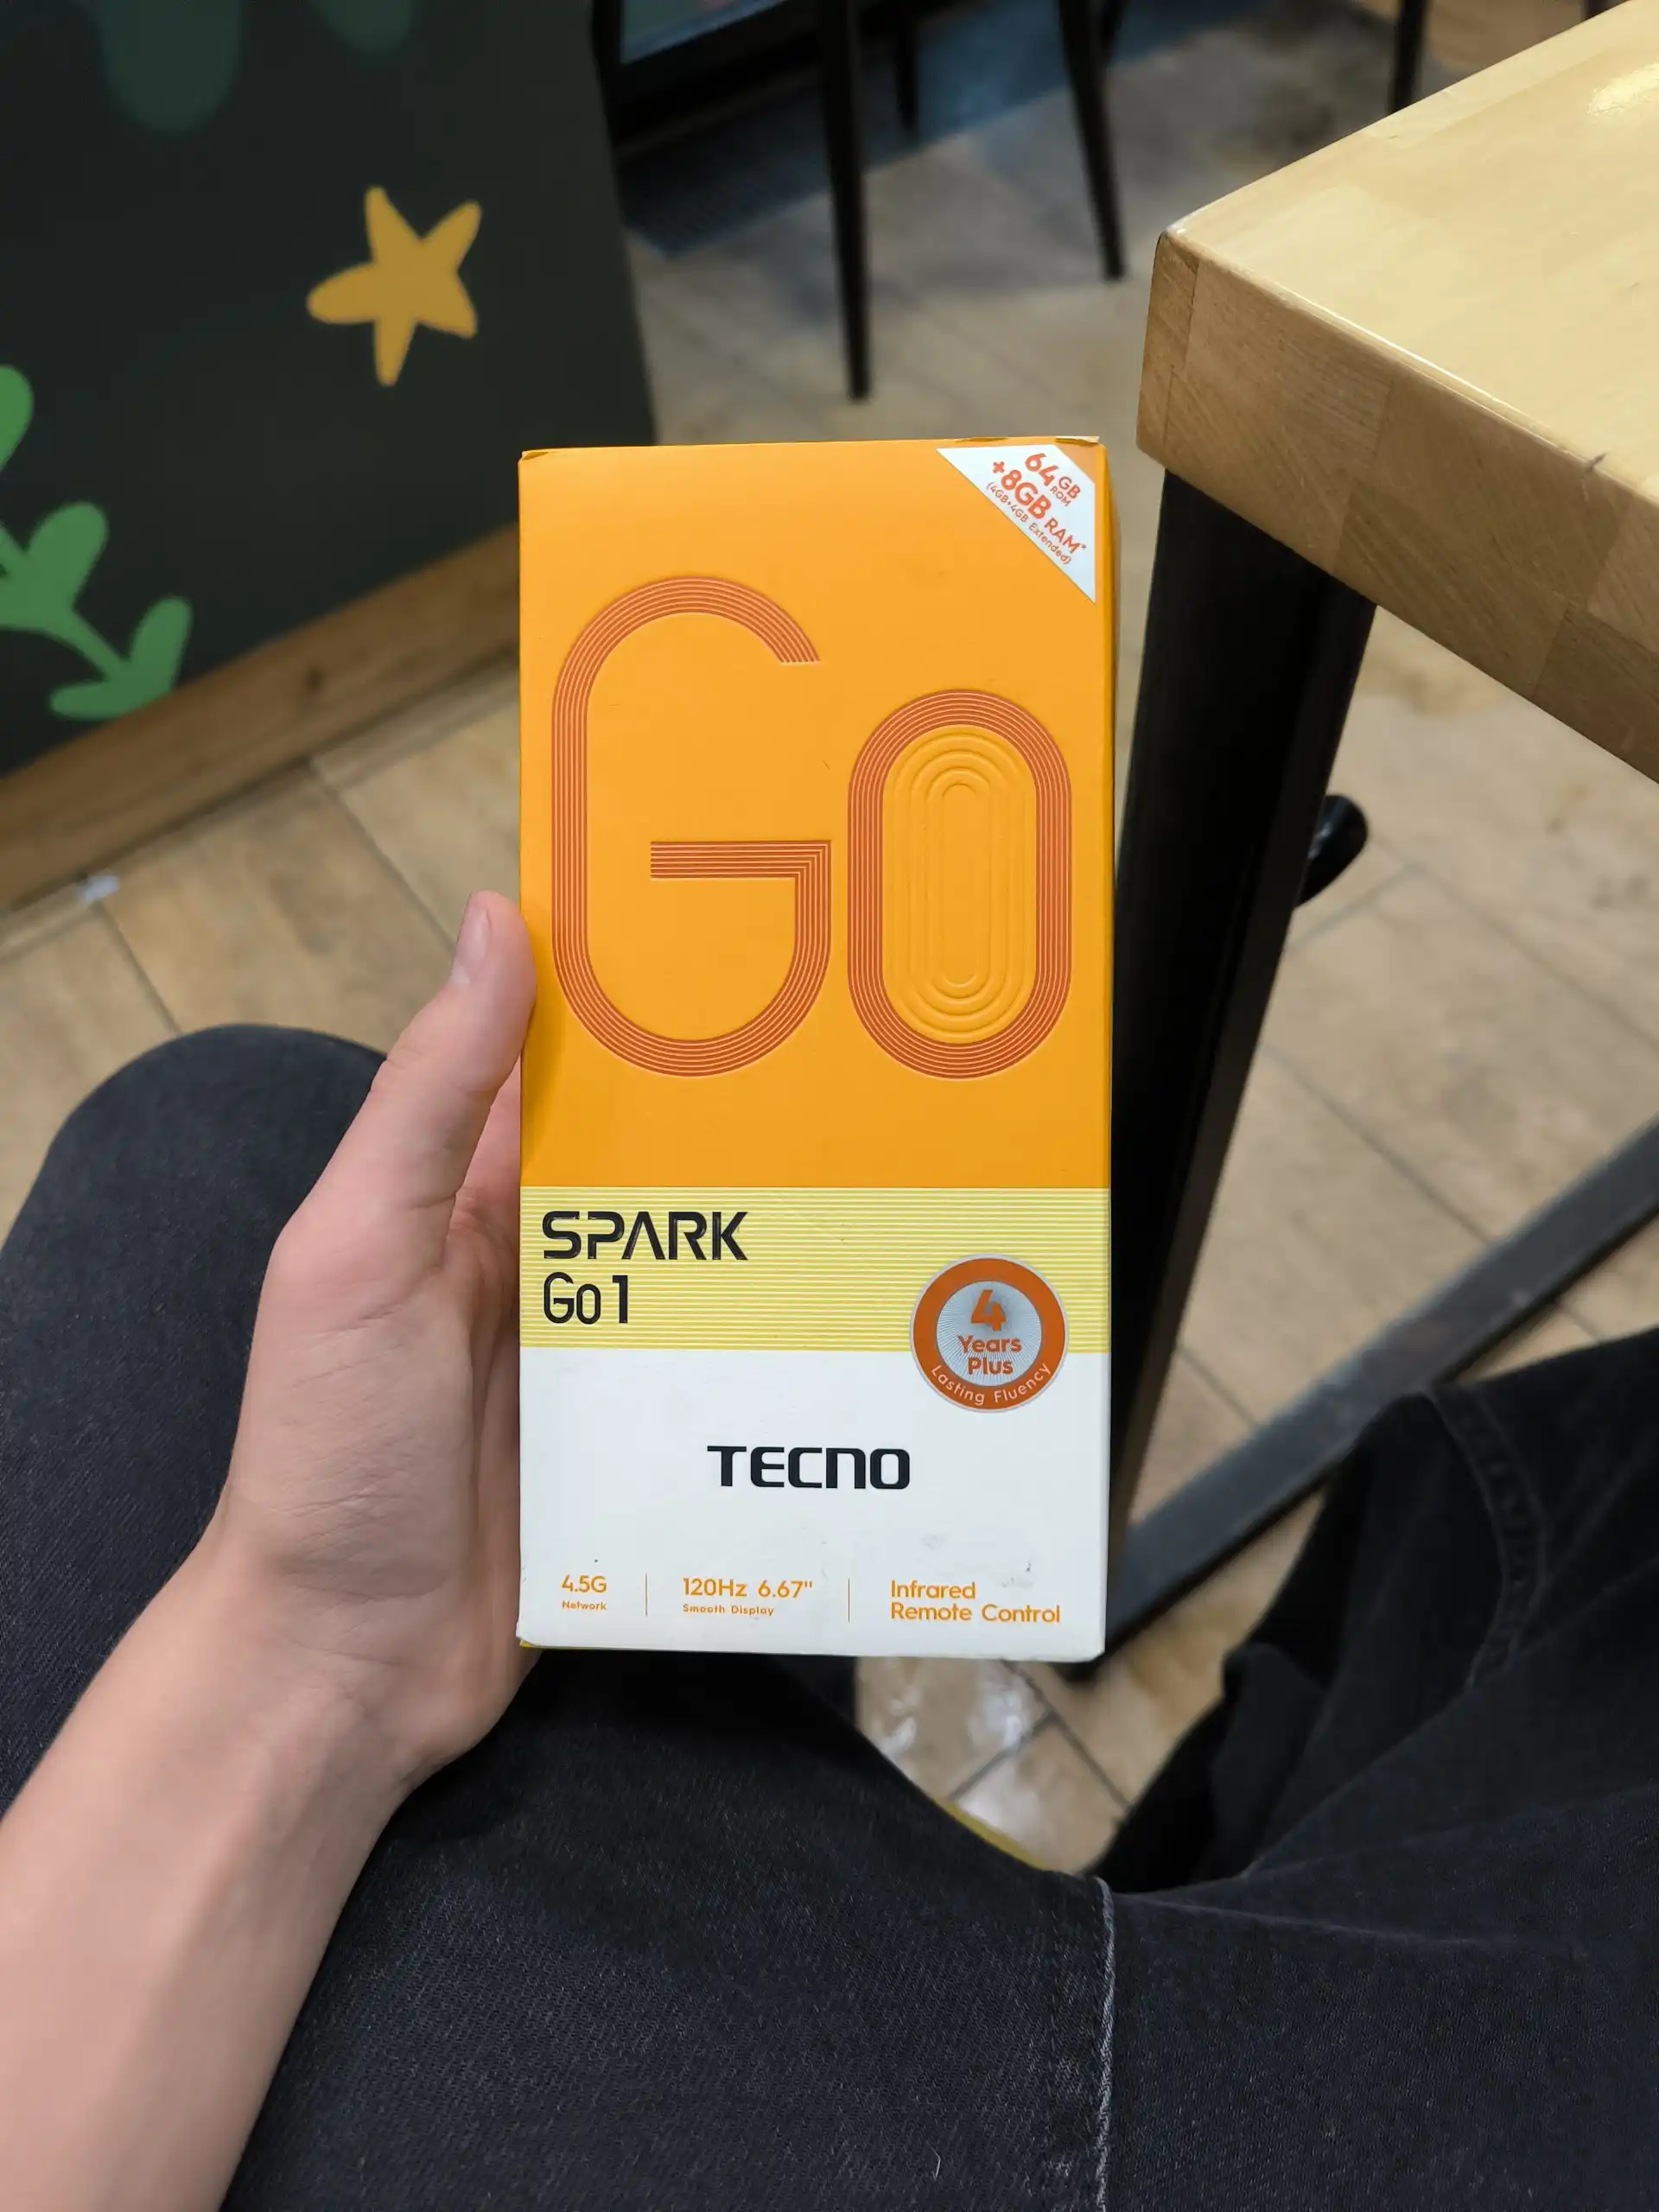 64GB
ROM
+8GB RAM*
(4GB+4GB Extended)
Go
SPARK
Go 1
4
Years
Plus
Lasting Fluency
TECNO
4.5G
Network
120Hz 6.67"
Smooth Display
Infrared
Remote Control